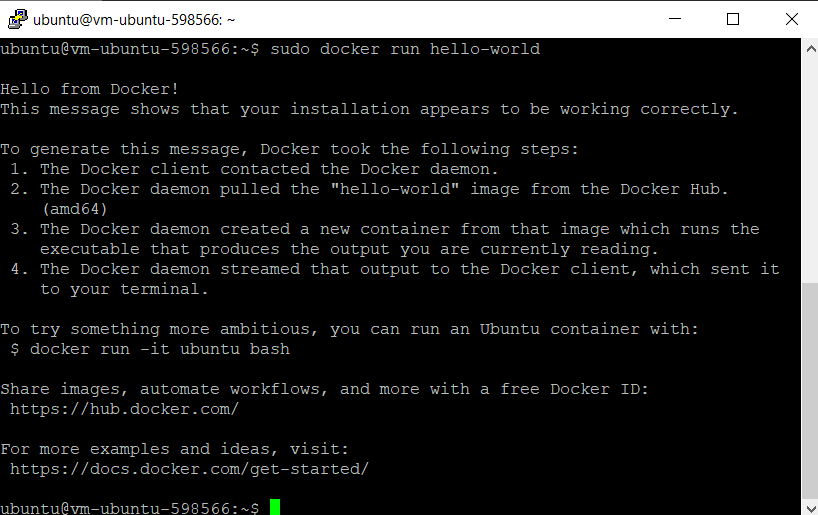 ubuntu@vm-ubuntu-598566: ~
ubuntu@vm-ubuntu-598566:~$ sudo docker run hello-world
Hello from Docker!
This message shows that your installation appears to be working correctly.
To generate this message, Docker took the following steps:
1. The Docker client contacted the Docker daemon.
2. The Docker daemon pulled the "hello-world" image from the Docker Hub.
(amd64)
3. The Docker daemon created a new container from that image which runs the
executable that produces the output you are currently reading.
4. The Docker daemon streamed that output to the Docker client, which sent it
to your terminal.
To try something more ambitious, you can run an Ubuntu container with:
$ docker run -it ubuntu bash
Share images, automate workflows, and more with a free Docker ID:
https://hub.docker.com/
For more examples and ideas, visit:
https://docs.docker.com/get-started/
ubuntu@vm-ubuntu-598566:~$